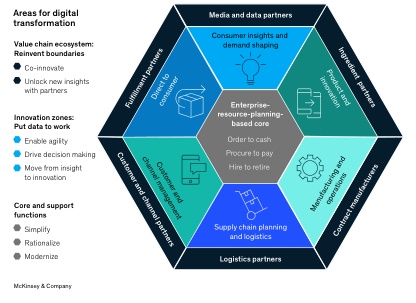 Areas for digital
transformation
Value chain ecosystem:
Reinvent boundaries
Co-innovate
Unlock new insights
with partners
Innovation zones:
Put data to work
Enable agility
Drive decision making
Move from insight
to innovation
Core and support
functions
Simplify
Rationalize
Modernize
McKinsey & Company
Media and data partners
Ingredient partners
Contract manufacturers
Logistics partners
Customer and channel partners
Fulfillment partners
Consumer insights and
demand shaping
Product and
innovation
Manufacturing and
operations
Supply chain planning
and logistics
Customer and
channel management
Direct to
consumer
Enterprise-
resource-planning-
based core
Order to cash
Procure to pay
Hire to retire